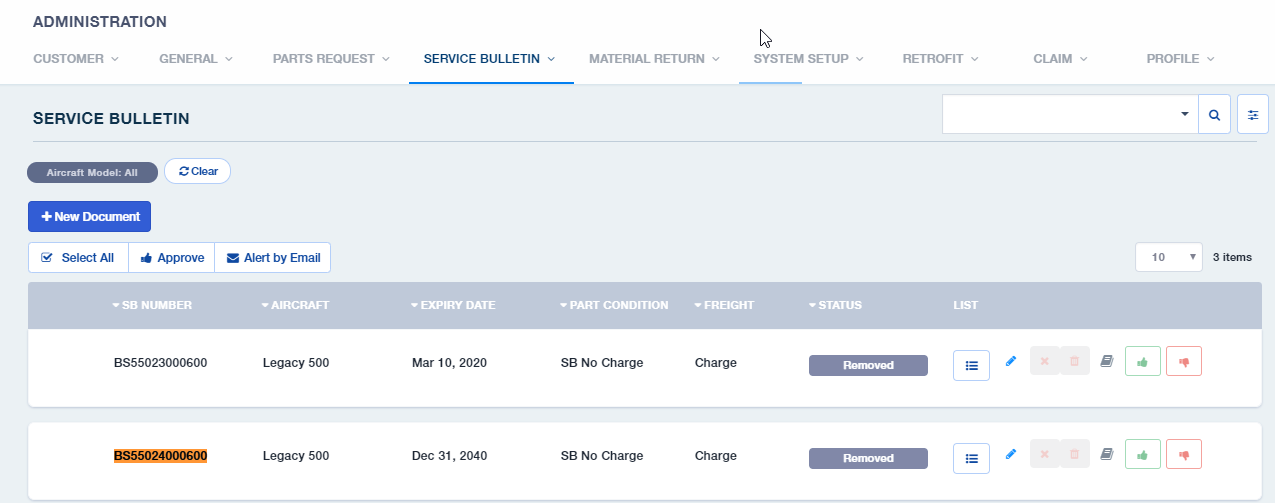 ADMINISTRATION
CUSTOMER GENERAL PARTS REQUEST SERVICE BULLETIN MATERIAL RETURN SYSTEM SETUP RETROFIT CLAIM PROFILE
SERVICE BULLETIN
Aircraft Model: All Clear
New Document
Select All Approve Alert by Email 10 3 items
SB NUMBER AIRCRAFT EXPIRY DATE PART CONDITION FREIGHT STATUS LIST
BS55023000600 Legacy 500 Mar 10, 2020 SB No Charge Charge Removed
BS55024000600 Legacy 500 Dec 31, 2040 SB No Charge Charge Removed